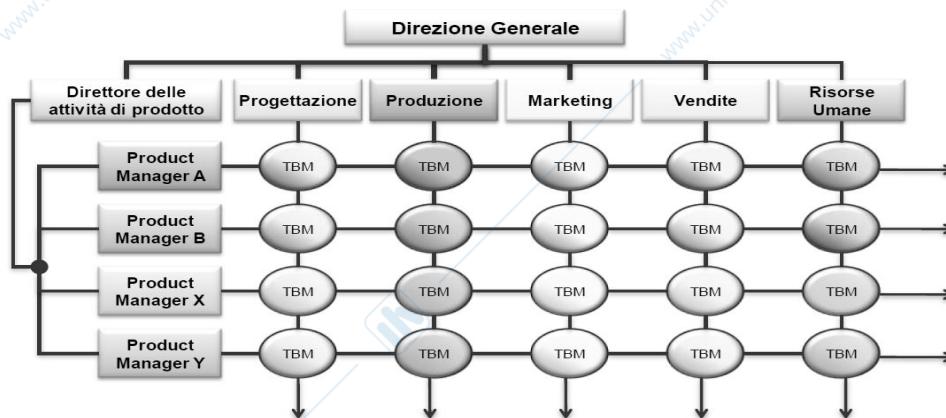 Direzione Generale
Direttore delle
attività di prodotto
Progettazione
Produzione
Marketing
Vendite
Risorse
Umane
Product
Manager A
TBM
TBM
TBM
TBM
TBM
Product
Manager B
TBM
TBM
TBM
TBM
TBM
Product
Manager X
TBM
TBM
TBM
TBM
TBM
Product
Manager Y
TBM
TBM
TBM
TBM
TBM